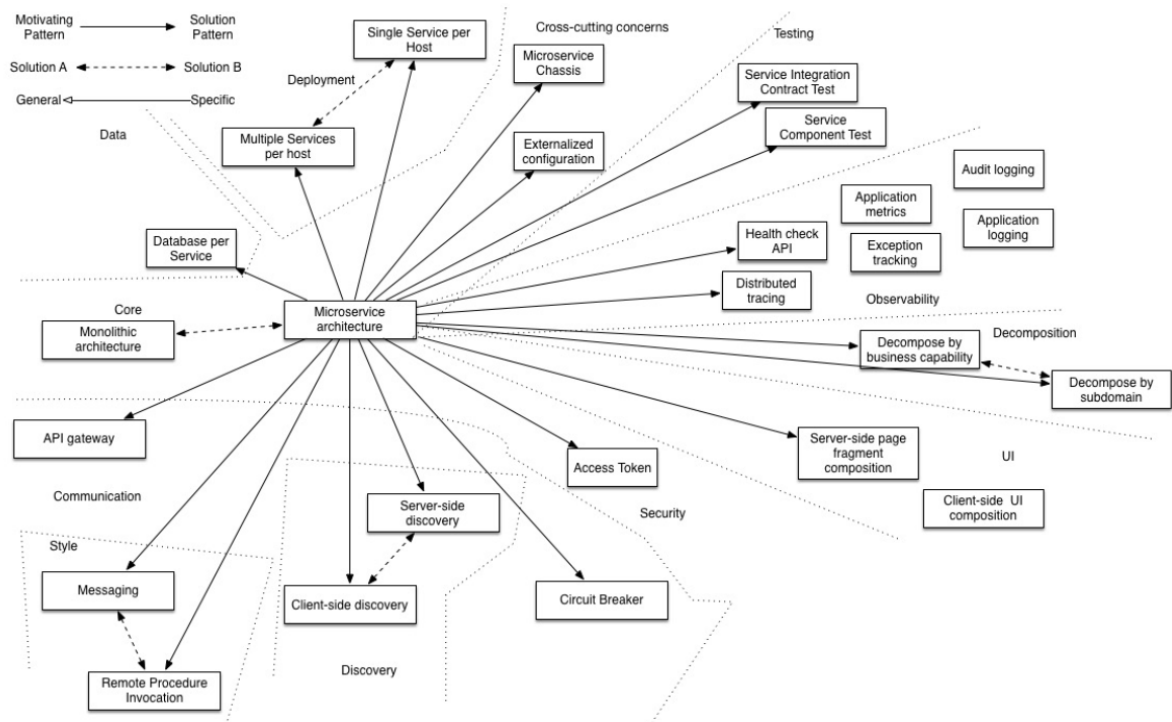 Motivating
Pattern
Solution
Pattern
Solution A
Solution B
General
Specific
Single Service per
Host
Cross-cutting concerns
Testing
Deployment
Microservice
Chassis
Service Integration
Contract Test
Data
Multiple Services
per host
Externalized
configuration
Service
Component Test
Audit logging
Application
metrics
Application
logging
Database per
Service
Health check
API
Exception
tracking
Distributed
tracing
Observability
Core
Microservice
architecture
Monolithic
architecture
Decomposition
Decompose by
business capability
Decompose by
subdomain
API gateway
Access Token
Server-side page
fragment
composition
UI
Communication
Server-side
discovery
Security
Client-side UI
composition
Style
Messaging
Client-side discovery
Circuit Breaker
Discovery
Remote Procedure
Invocation